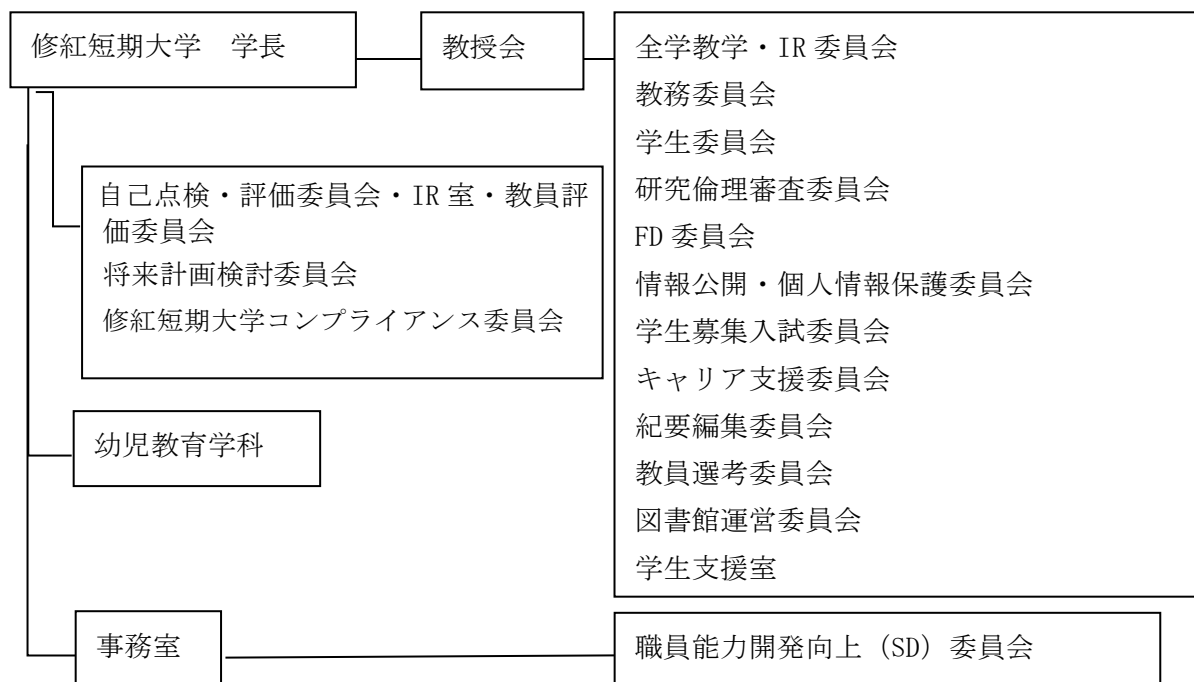 修紅短期大学　学長
教授会
全学教学・IR 委員会
教務委員会
学生委員会
研究倫理審査委員会
FD 委員会
情報公開・個人情報保護委員会
学生募集入試委員会
キャリア支援委員会
紀要編集委員会
教員選考委員会
図書館運営委員会
学生支援室
自己点検・評価委員会・IR 室・教員評
価委員会
将来計画検討委員会
修紅短期大学コンプライアンス委員会
幼児教育学科
事務室
職員能力開発向上（SD）委員会